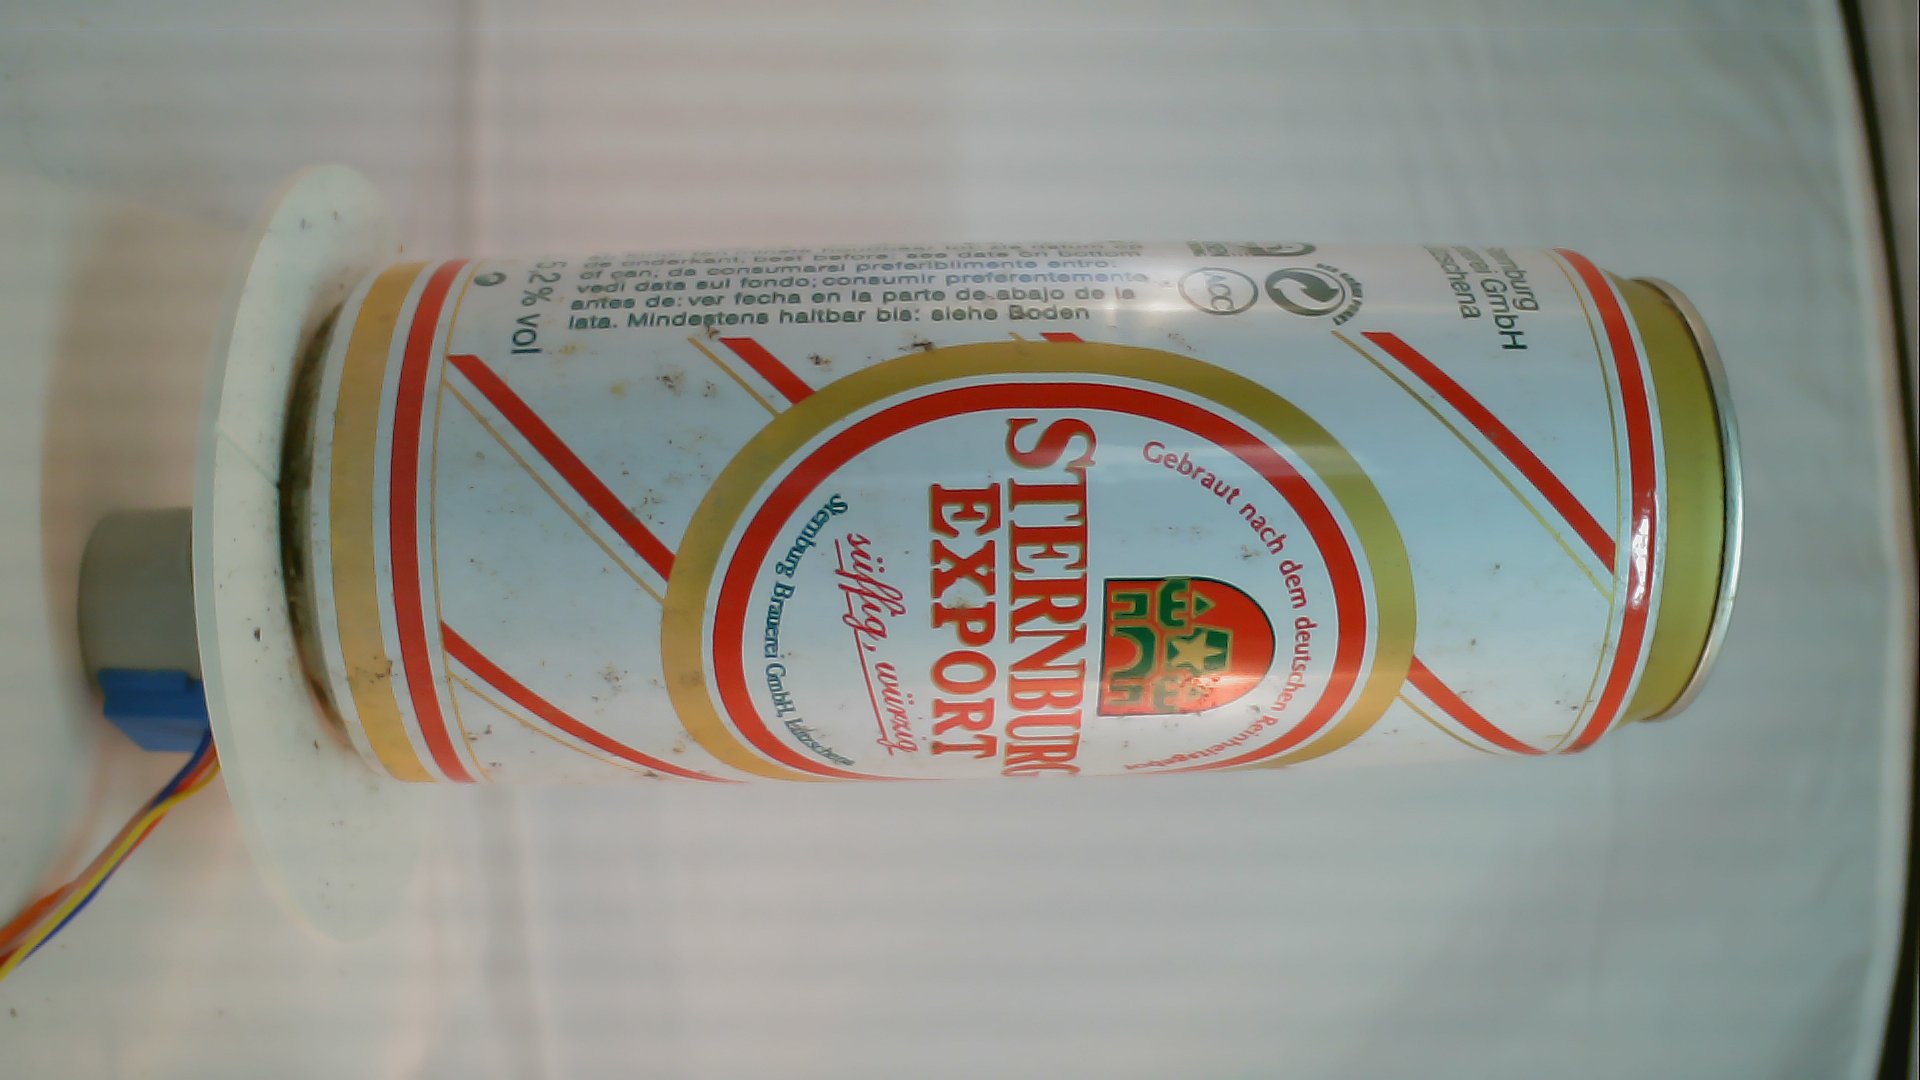 Gebraut nach dem deutschen Reinheitsgebot
STERNBURG
EXPORT
süffig, würzig
Sternburg Brauerei GmbH,
GmbH
5,2% vol
of can; da consumarsi preferibilmente entro:
vedi data sul fondo; consumir preferentemente
antes de: ver fecha en la parte de abajo de la
lata. Mindestens haltbar bis: siehe Boden
ACC